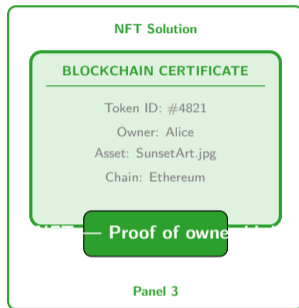 NFT Solution
BLOCKCHAIN CERTIFICATE
Token ID: #4821
Owner: Alice
Asset: SunsetArt.jpg
Chain: Ethereum
— Proof of owne
Panel 3